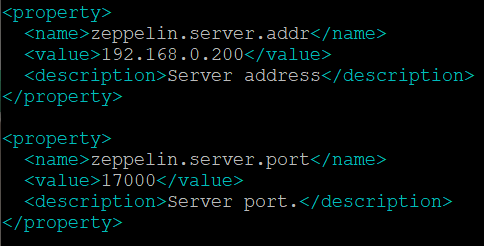 <property>
  <name>zeppelin.server.addr</name>
  <value>192.168.0.200</value>
  <description>Server address</description>
</property>

<property>
  <name>zeppelin.server.port</name>
  <value>17000</value>
  <description>Server port.</description>
</property>